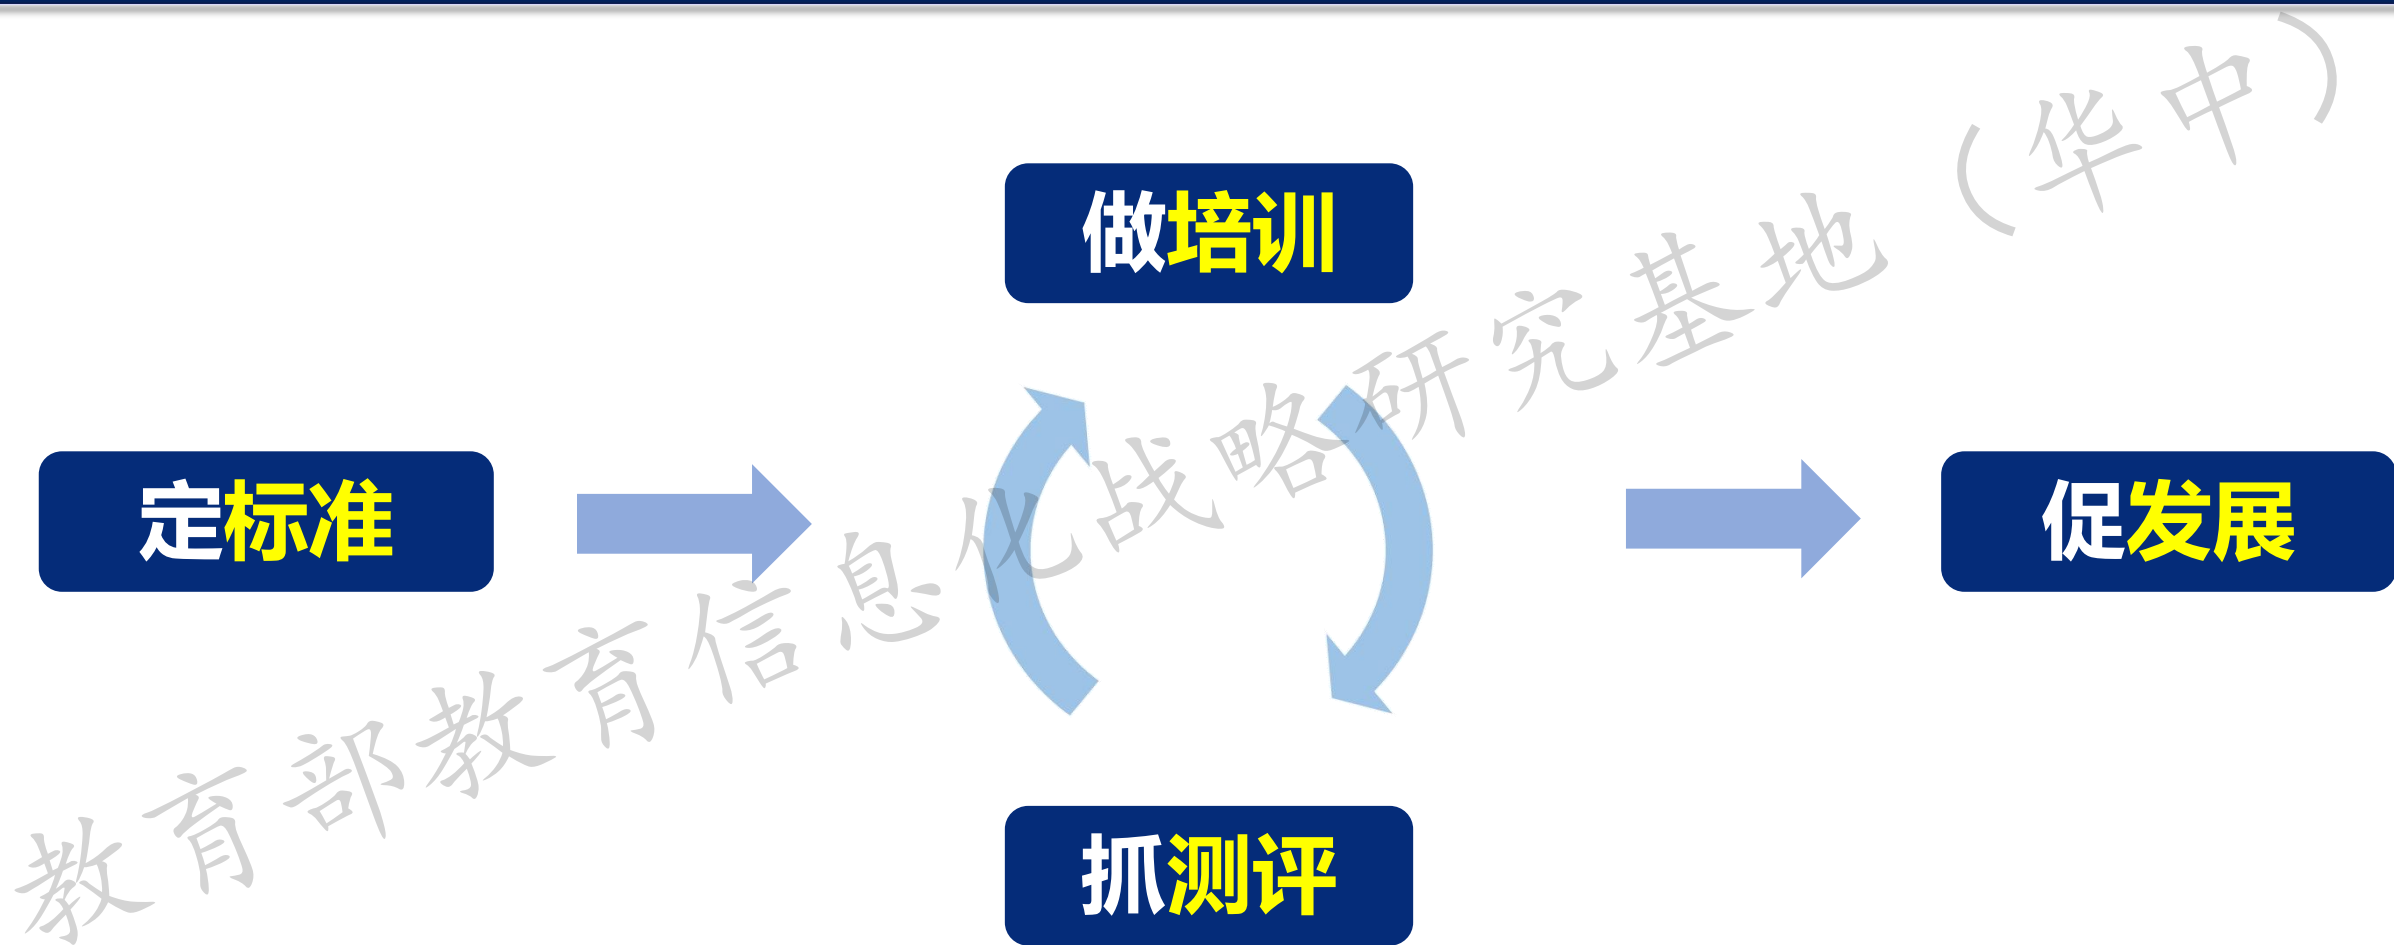 做培训
定标准
促发展
抓测评
教育部教育信息化战略研究基地（华中）